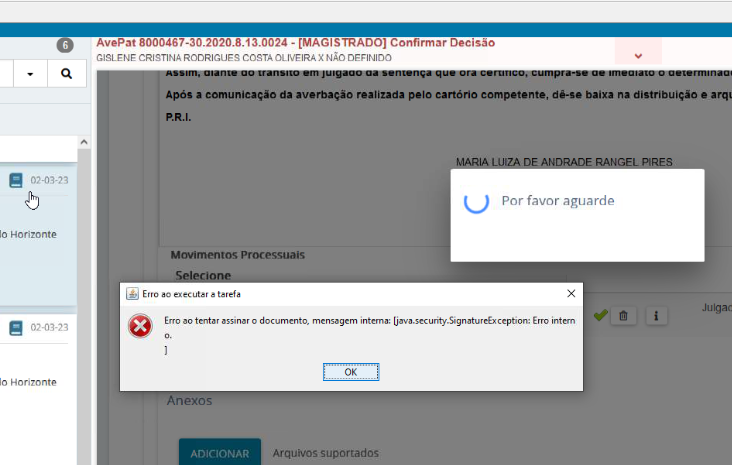 6
AvePat 8000467-30.2020.8.13.0024 - [MAGISTRADO] Confirmar Decisão
GISLENE CRISTINA RODRIGUES COSTA OLIVEIRA X NÃO DEFINIDO
Assim, diante do trânsito em julgado da sentença que ora certifico, cumpra-se de imediato o determinad
Após a comunicação da averbação realizada pelo cartório competente, dê-se baixa na distribuição e arqu
P.R.I.
MARIA LUIZA DE ANDRADE RANGEL PIRES
02-03-23
lo Horizonte
Por favor aguarde
Movimentos Processuais
Selecione
Erro ao executar a tarefa
Erro ao tentar assinar o documento, mensagem interna: [java.security.SignatureException: Erro intern
o.
]
OK
Julgad
02-03-23
lo Horizonte
Anexos
ADICIONAR
Arquivos suportados